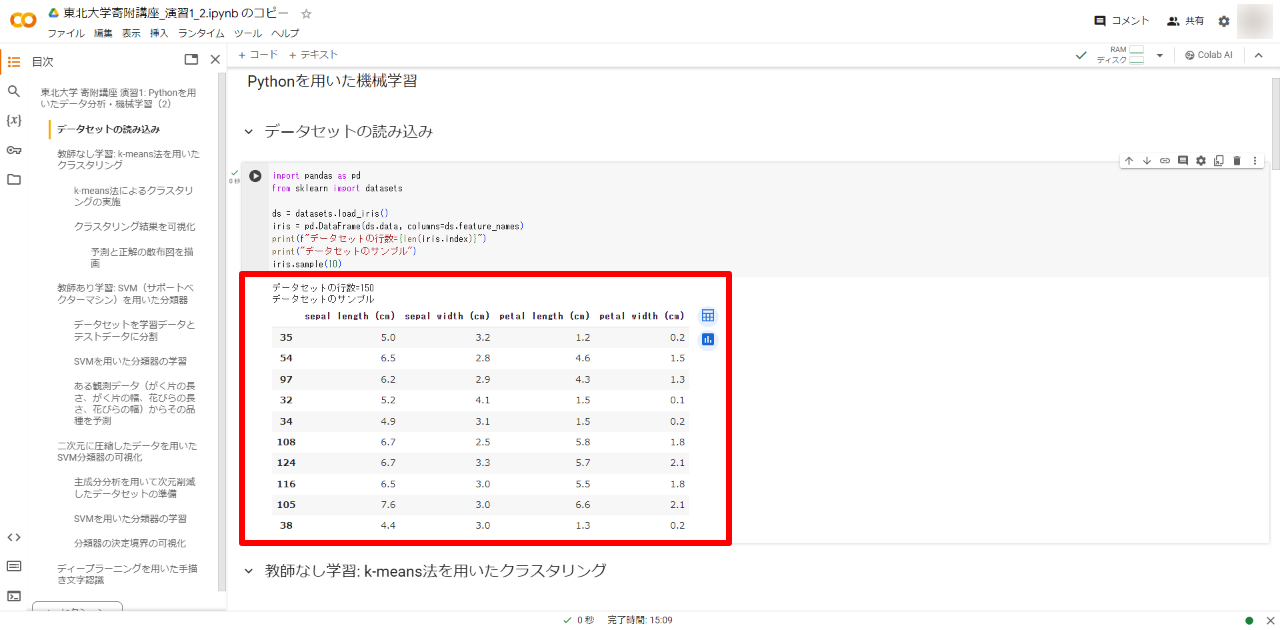 東北大学寄附講座_演習1_2.ipynb のコピー
ファイル 編集 表示 挿入 ランタイム ツール ヘルプ
コメント 共有
目次
+ コード + テキスト
RAM
ディスク
Colab AI
東北大学 寄附講座 演習1: Pythonを用
いたデータ分析・機械学習（2）
データセットの読み込み
教師なし学習: k-means法を用いた
クラスタリング
k-means法によるクラスタリ
ングの実施
クラスタリング結果を可視化
予測と正解の散布図を描
画
教師あり学習: SVM（サポートベ
クターマシン）を用いた分類器
データセットを学習データと
テストデータに分割
SVMを用いた分類器の学習
ある観測データ（がく片の長
さ、がく片の幅、花びらの長
さ、花びらの幅）からその品
種を予測
二次元に圧縮したデータを用いた
SVM分類器の可視化
主成分分析を用いて次元削減
したデータセットの準備
SVMを用いた分類器の学習
分類器の決定境界の可視化
ディープラーニングを用いた手描
き文字認識
Pythonを用いた機械学習
データセットの読み込み
0 秒
import pandas as pd
from sklearn import datasets
ds = datasets.load_iris()
iris = pd.DataFrame(ds.data, columns=ds.feature_names)
print(f"データセットの行数={len(iris.index)}")
print("データセットのサンプル")
iris.sample(10)
データセットの行数=150
データセットのサンプル
sepal length (cm) sepal width (cm) petal length (cm) petal width (cm)
35 5.0 3.2 1.2 0.2
54 6.5 2.8 4.6 1.5
97 6.2 2.9 4.3 1.3
32 5.2 4.1 1.5 0.1
34 4.9 3.1 1.5 0.2
108 6.7 2.5 5.8 1.8
124 6.7 3.3 5.7 2.1
116 6.5 3.0 5.5 1.8
105 7.6 3.0 6.6 2.1
38 4.4 3.0 1.3 0.2
教師なし学習: k-means法を用いたクラスタリング
0 秒 完了時間: 15:09